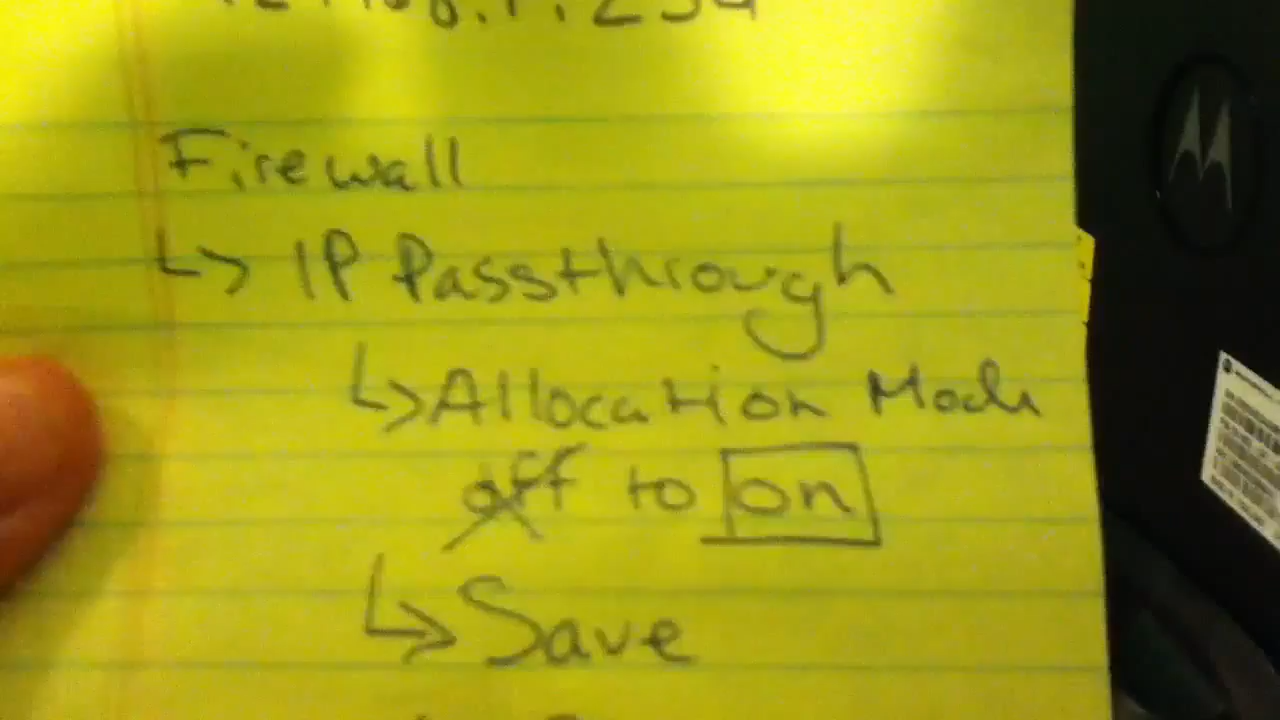 Firewall
↳ IP Passthrough
↳ Allocation Mode
off to on
↳ Save